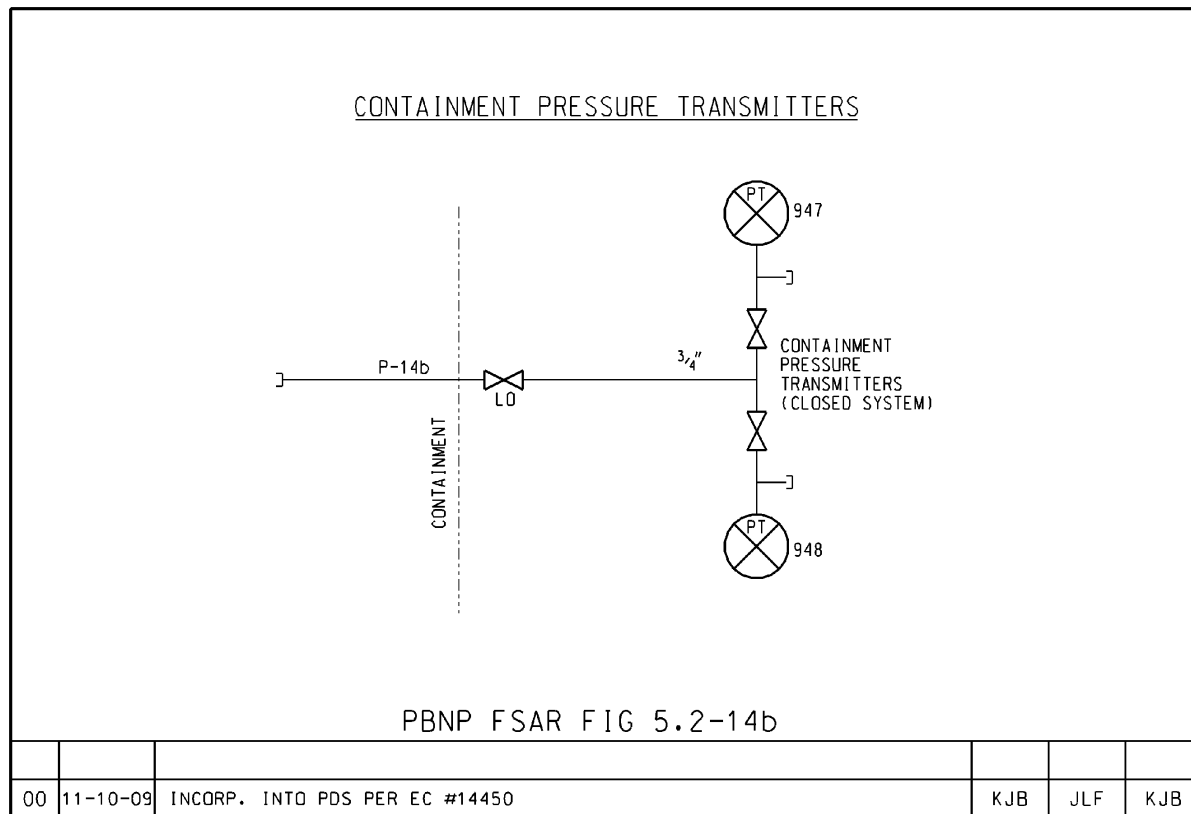 CONTAINMENT PRESSURE TRANSMITTERS
PT
947
P-14b
LO
3/4"
CONTAINMENT
PRESSURE
TRANSMITTERS
(CLOSED SYSTEM)
CONTAINMENT
PT
948
PBNP FSAR FIG 5.2-14b
00 11-10-09 INCORP. INTO PDS PER EC #14450 KJB JLF KJB